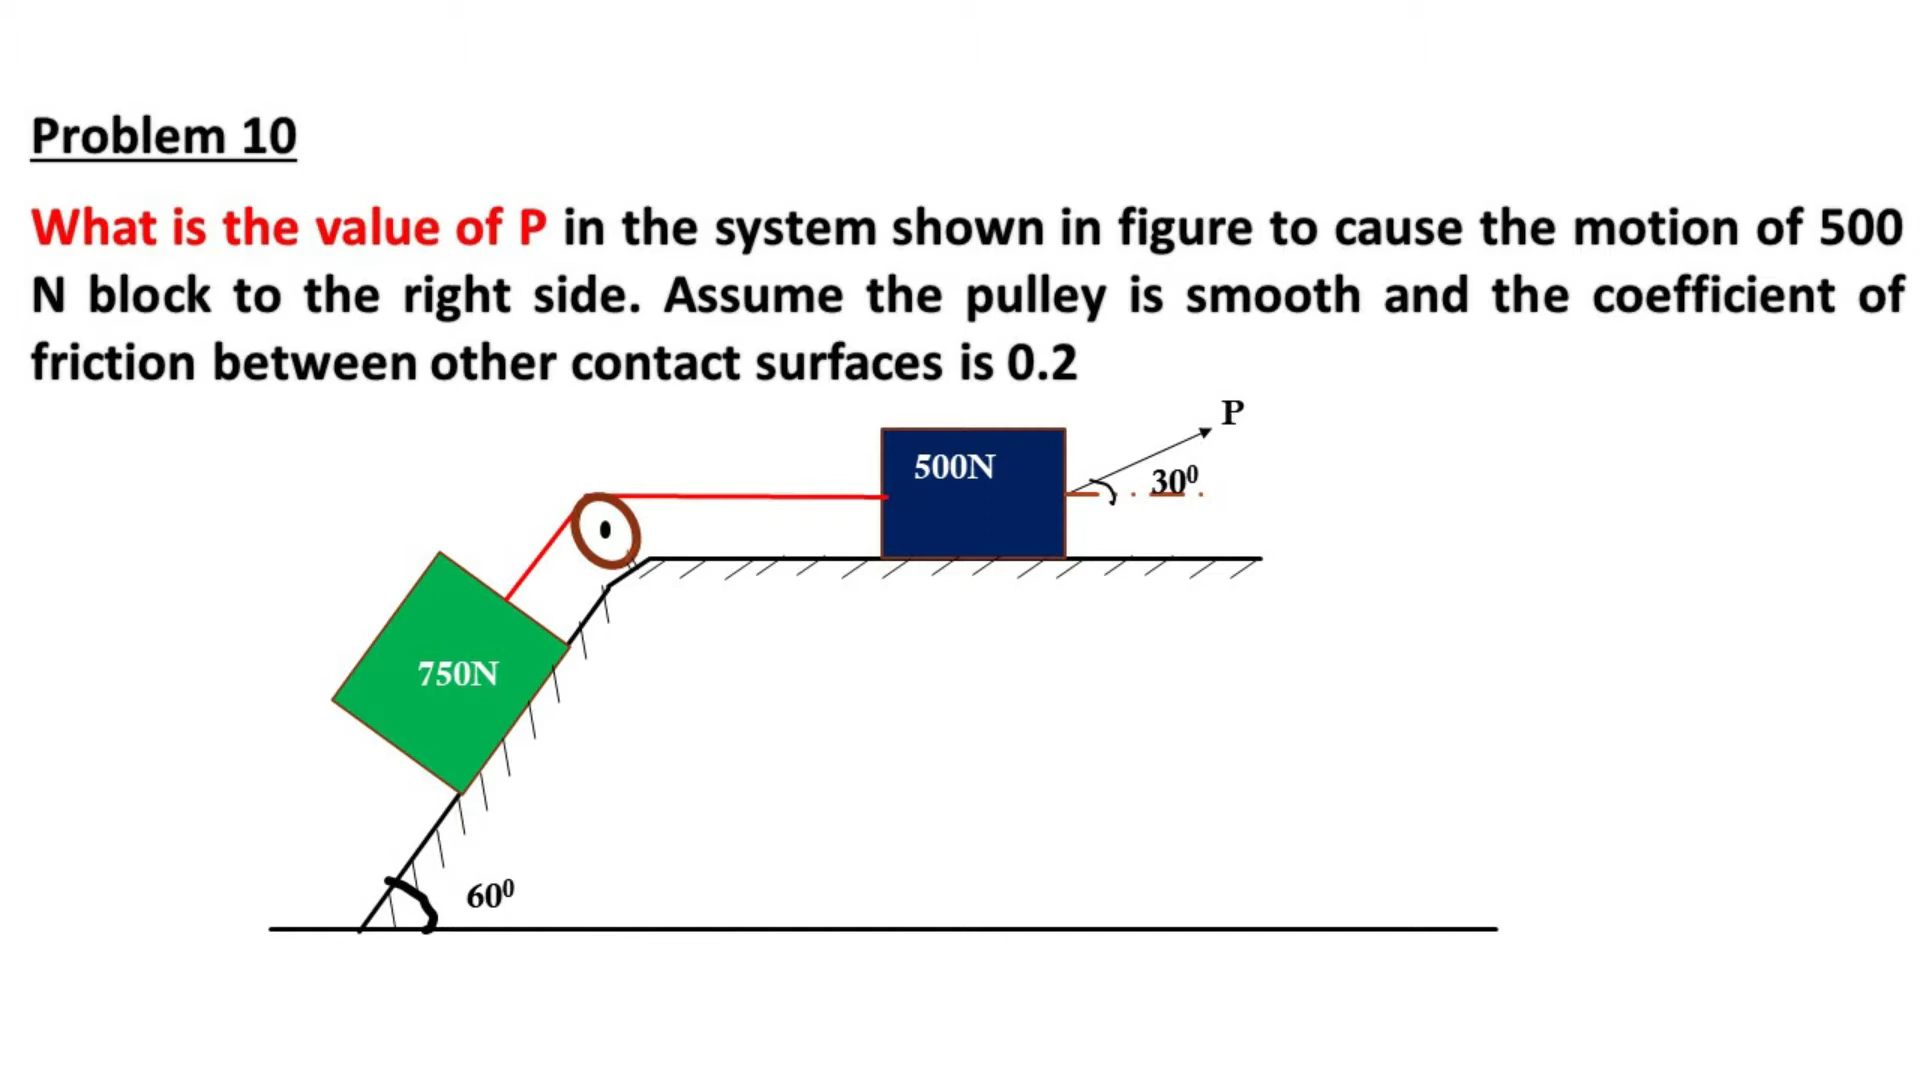 Problem 10
What is the value of P in the system shown in figure to cause the motion of 500
N block to the right side. Assume the pulley is smooth and the coefficient of
friction between other contact surfaces is 0.2
P
500N
30⁰
750N
60⁰